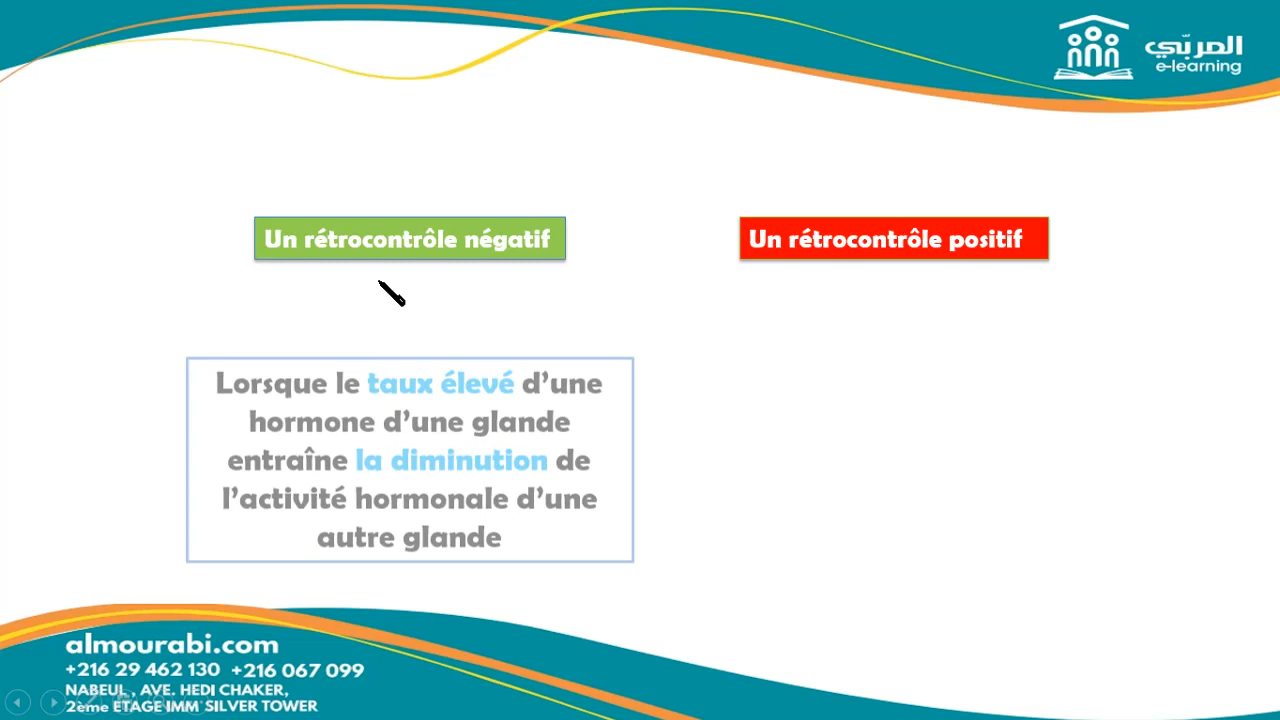 المربّي
e-learning
Un rétrocontrôle négatif
Un rétrocontrôle positif
Lorsque le taux élevé d’une
hormone d’une glande
entraîne la diminution de
l’activité hormonale d’une
autre glande
almourabi.com
+216 29 462 130 +216 067 099
NABEUL , AVE. HEDI CHAKER,
2ème ETAGE IMM SILVER TOWER